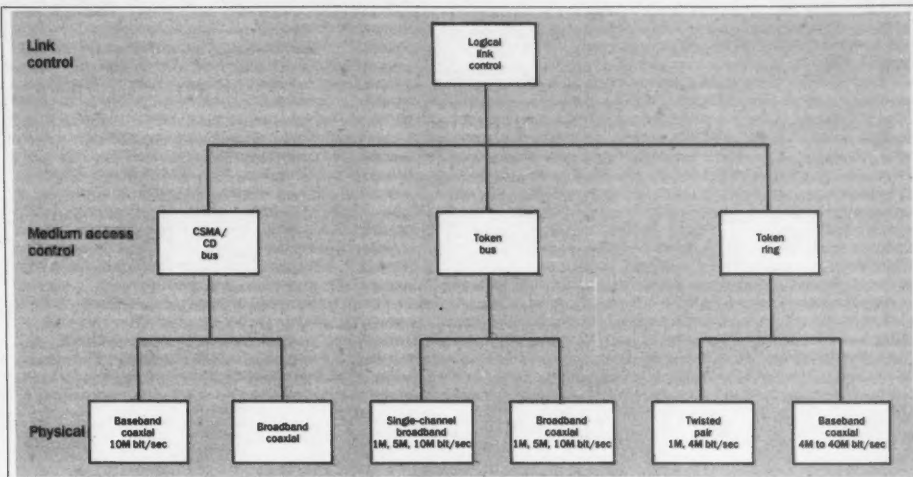 Link
control
Logical
link
control
Medium access
control
CSMA/
CD
bus
Token
bus
Token
ring
Physical
Baseband
coaxial
10M bit/sec
Broadband
coaxial
Single-channel
broadband
1M, 5M, 10M bit/sec
Broadband
coaxial
1M, 5M, 10M bit/sec
Twisted
pair
1M, 4M bit/sec
Baseband
coaxial
4M to 40M bit/sec